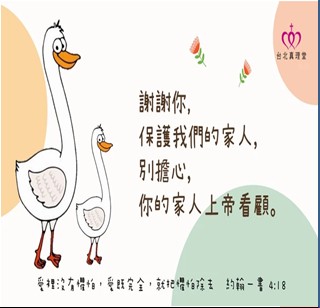 台北真理堂
謝謝你,
保護我們的家人,
別擔心,
你的家人上帝看顧。
愛裡沒有懼怕,愛既完全,就把懼怕除去 約翰一書 4:18